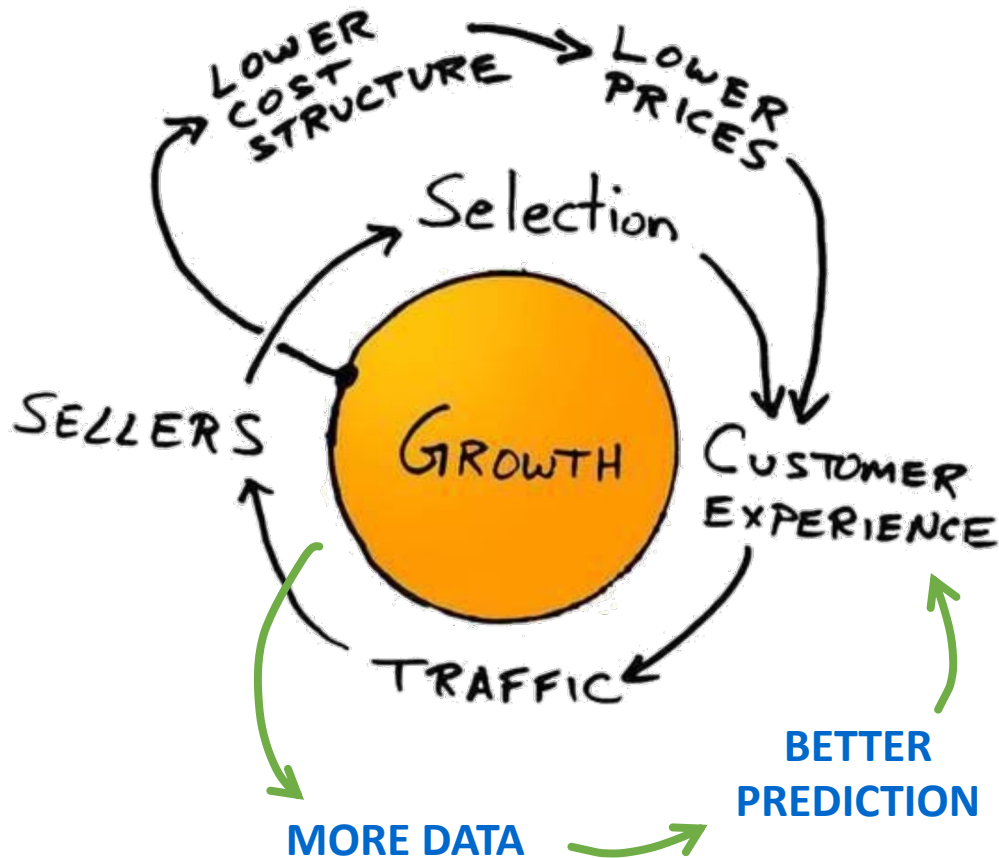 LOWER
COST
STRUCTURE
LOWER
PRICES
Selection
SELLERS
GROWTH
CUSTOMER
EXPERIENCE
TRAFFIC
BETTER
PREDICTION
MORE DATA